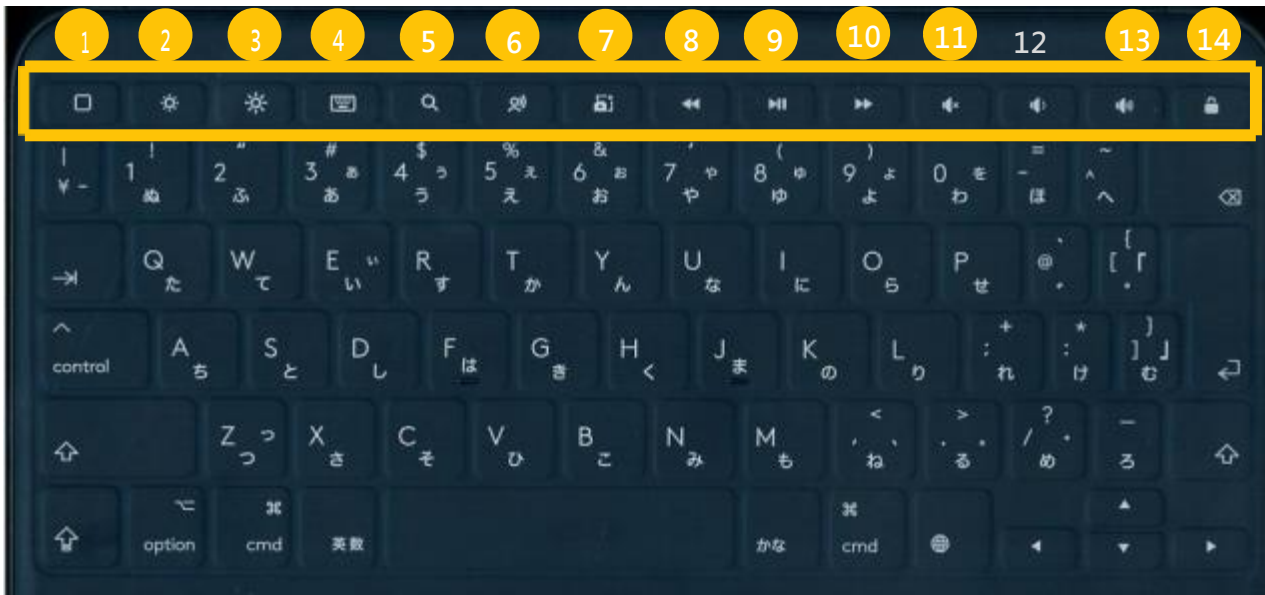 1 2 3 4 5 6 7 8 9 10 11 12 13 14
| ! " # $ % & ' ( ) = ~
¥ - 1 2 3 ぁ 4 ぅ 5 ぇ 6 ぉ 7 ゃ 8 ゅ 9 ょ 0 を - ^
ぬ ふ あ う え お や ゆ よ わ ほ へ
Q W E ぃ R T Y U I O P @ ` [ { 「
た て い す か ん な に ら せ ゛ ゜
^
control A S D F G H J K L ; + : * ] } 」
ち と し は き く ま の り れ け む
Z っ X C V B N M , < 、 . > 。 / ? ・ _
つ さ そ ひ こ み も ね る め ろ
⌥ ⌘ ⌘
option cmd 英数 かな cmd